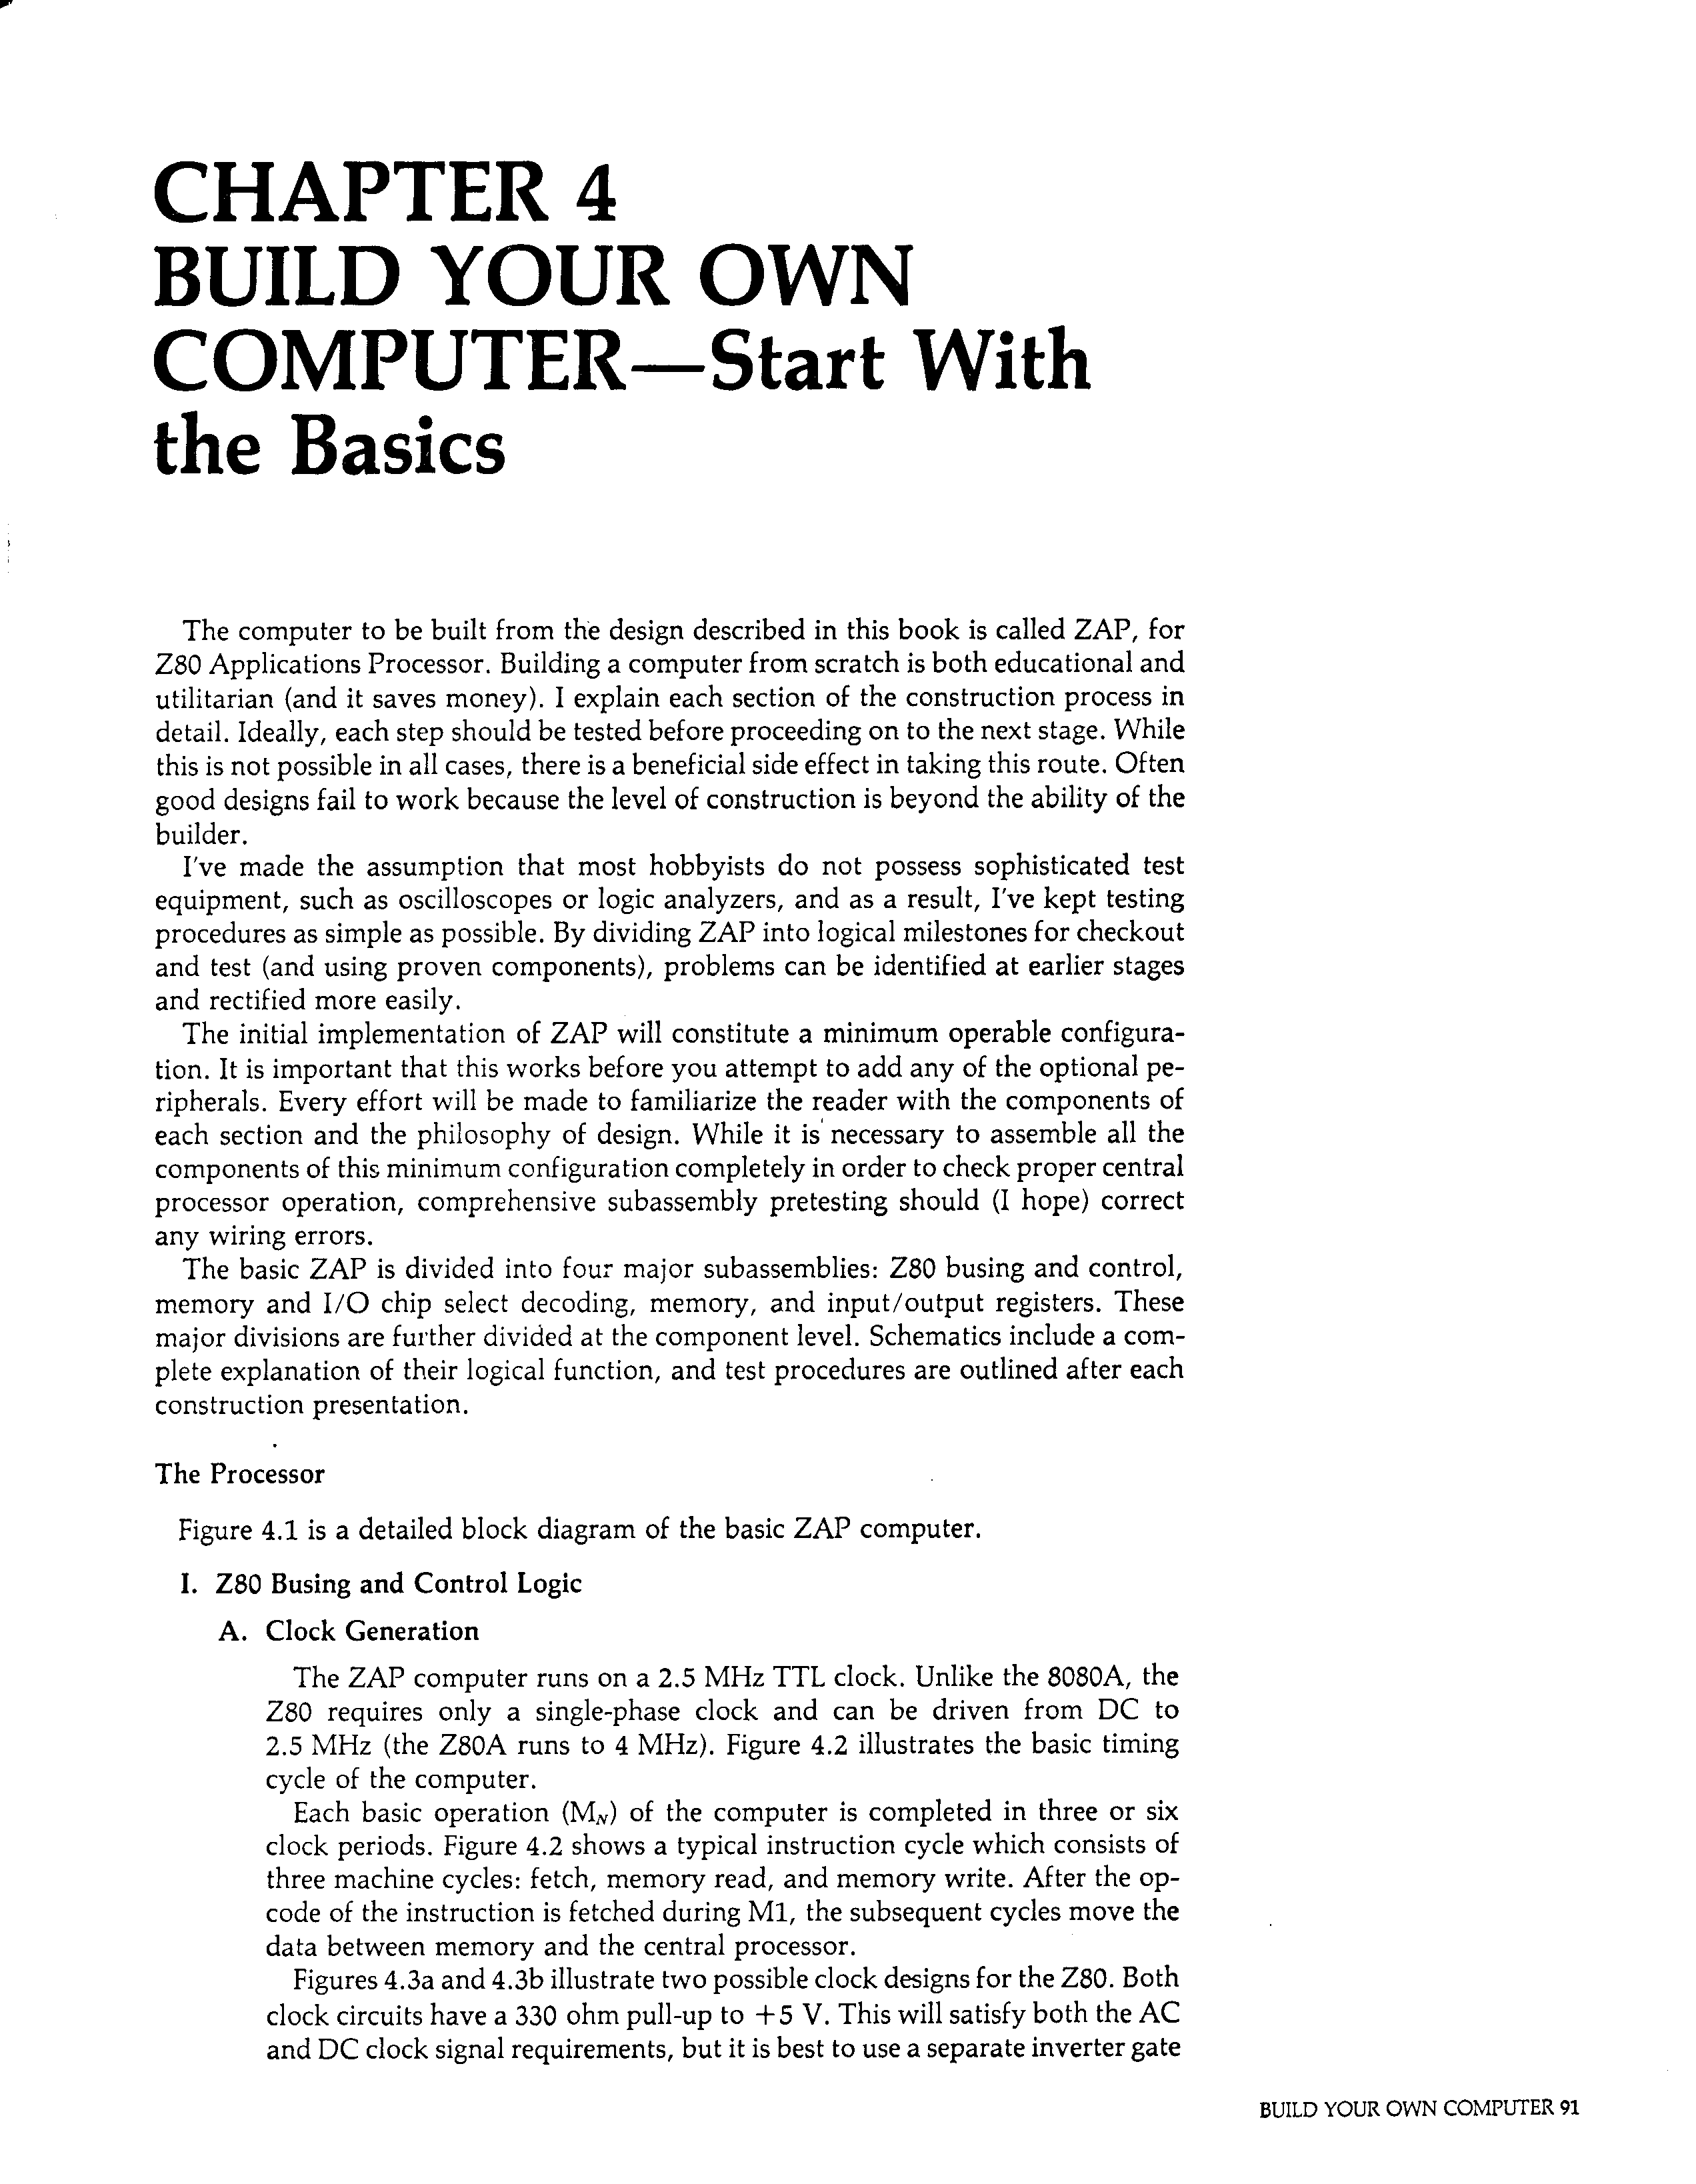 CHAPTER 4
BUILD YOUR OWN
COMPUTER—Start With
the Basics
The computer to be built from the design described in this book is called ZAP, for
Z80 Applications Processor. Building a computer from scratch is both educational and
utilitarian (and it saves money). I explain each section of the construction process in
detail. Ideally, each step should be tested before proceeding on to the next stage. While
this is not possible in all cases, there is a beneficial side effect in taking this route. Often
good designs fail to work because the level of construction is beyond the ability of the
builder.
I've made the assumption that most hobbyists do not possess sophisticated test
equipment, such as oscilloscopes or logic analyzers, and as a result, I've kept testing
procedures as simple as possible. By dividing ZAP into logical milestones for checkout
and test (and using proven components), problems can be identified at earlier stages
and rectified more easily.
The initial implementation of ZAP will constitute a minimum operable configura-
tion. It is important that this works before you attempt to add any of the optional pe-
ripherals. Every effort will be made to familiarize the reader with the components of
each section and the philosophy of design. While it is necessary to assemble all the
components of this minimum configuration completely in order to check proper central
processor operation, comprehensive subassembly pretesting should (I hope) correct
any wiring errors.
The basic ZAP is divided into four major subassemblies: Z80 busing and control,
memory and I/O chip select decoding, memory, and input/output registers. These
major divisions are further divided at the component level. Schematics include a com-
plete explanation of their logical function, and test procedures are outlined after each
construction presentation.
The Processor
Figure 4.1 is a detailed block diagram of the basic ZAP computer.
I. Z80 Busing and Control Logic
A. Clock Generation
The ZAP computer runs on a 2.5 MHz TTL clock. Unlike the 8080A, the
Z80 requires only a single-phase clock and can be driven from DC to
2.5 MHz (the Z80A runs to 4 MHz). Figure 4.2 illustrates the basic timing
cycle of the computer.
Each basic operation (M_N) of the computer is completed in three or six
clock periods. Figure 4.2 shows a typical instruction cycle which consists of
three machine cycles: fetch, memory read, and memory write. After the op-
code of the instruction is fetched during M1, the subsequent cycles move the
data between memory and the central processor.
Figures 4.3a and 4.3b illustrate two possible clock designs for the Z80. Both
clock circuits have a 330 ohm pull-up to +5 V. This will satisfy both the AC
and DC clock signal requirements, but it is best to use a separate inverter gate
BUILD YOUR OWN COMPUTER 91